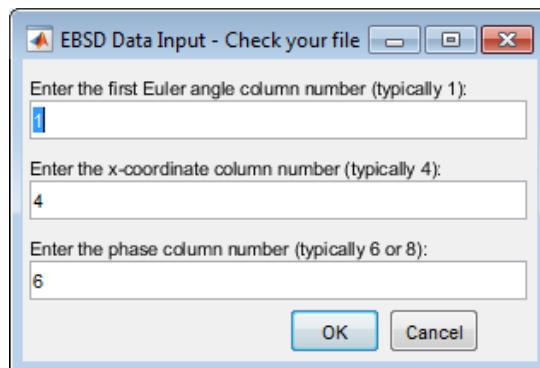 EBSD Data Input - Check your file
Enter the first Euler angle column number (typically 1):
1
Enter the x-coordinate column number (typically 4):
4
Enter the phase column number (typically 6 or 8):
6
OK Cancel